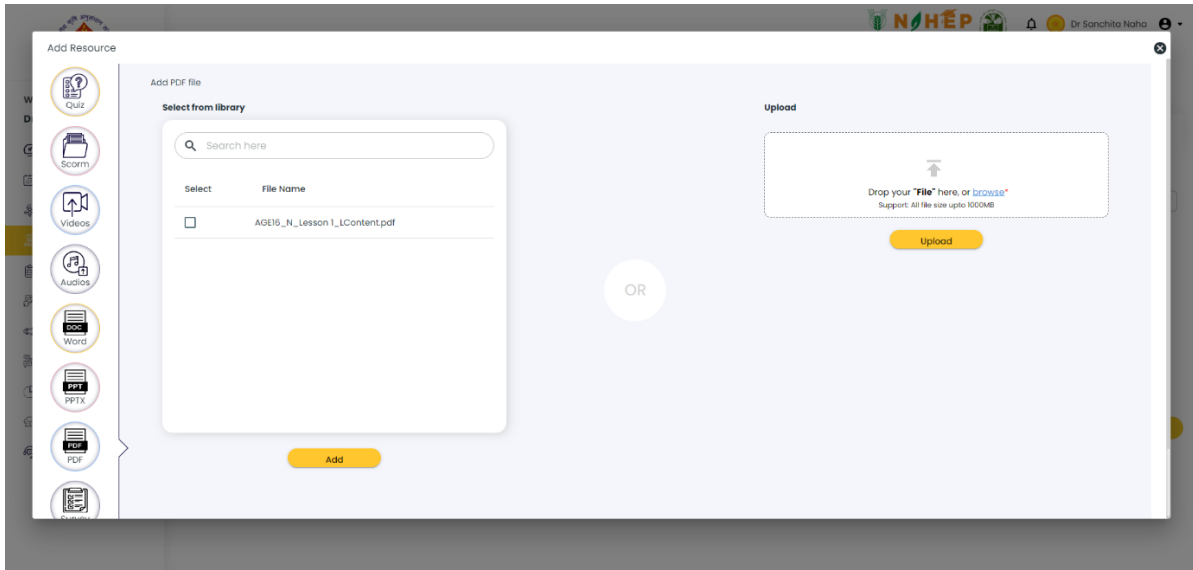 NAHEP
Dr Sanchita Naha
Add Resource
Quiz
Scorm
Videos
Audios
DOC
Word
PPT
PPTX
PDF
PDF
Survey
Add PDF file
Select from library
Search here
Select File Name
AGE16_N_Lesson 1_LContent.pdf
Add
OR
Upload
Drop your "File" here, or browse*
Support: All file size upto 1000MB
Upload